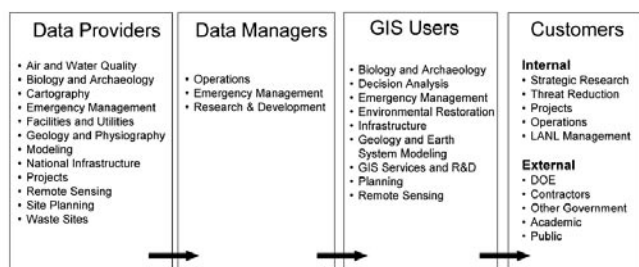 Data Providers
• Air and Water Quality
• Biology and Archaeology
• Cartography
• Emergency Management
• Facilities and Utilities
• Geology and Physiography
• Modeling
• National Infrastructure
• Projects
• Remote Sensing
• Site Planning
• Waste Sites
Data Managers
• Operations
• Emergency Management
• Research & Development
GIS Users
• Biology and Archaeology
• Decision Analysis
• Emergency Management
• Environmental Restoration
• Infrastructure
• Geology and Earth
System Modeling
• GIS Services and R&D
• Planning
• Remote Sensing
Customers
Internal
• Strategic Research
• Threat Reduction
• Projects
• Operations
• LANL Management
External
• DOE
• Contractors
• Other Government
• Academic
• Public